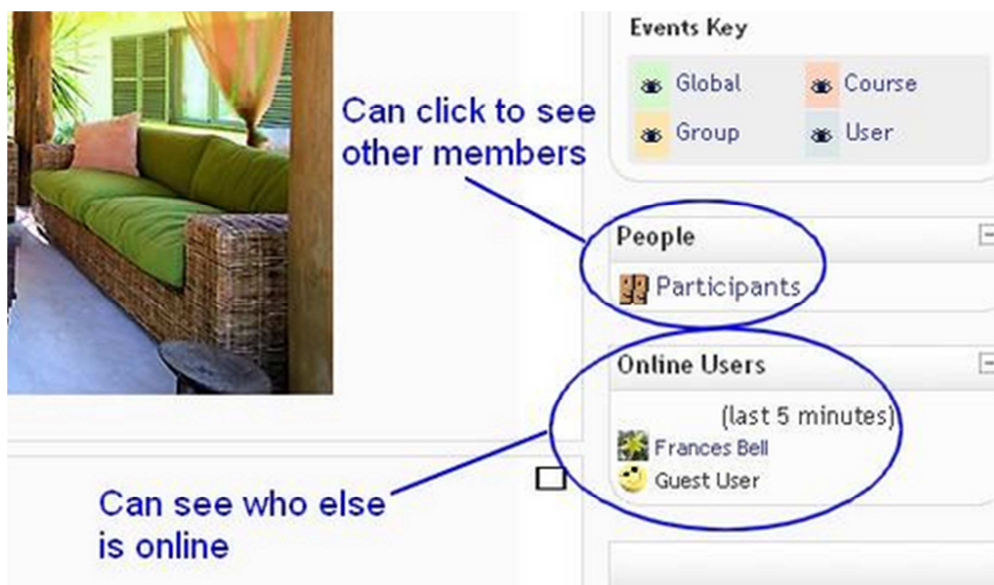 Events Key
Global
Course
Group
User
Can click to see
other members
People
Participants
Online Users
(last 5 minutes)
Frances Bell
Guest User
Can see who else
is online